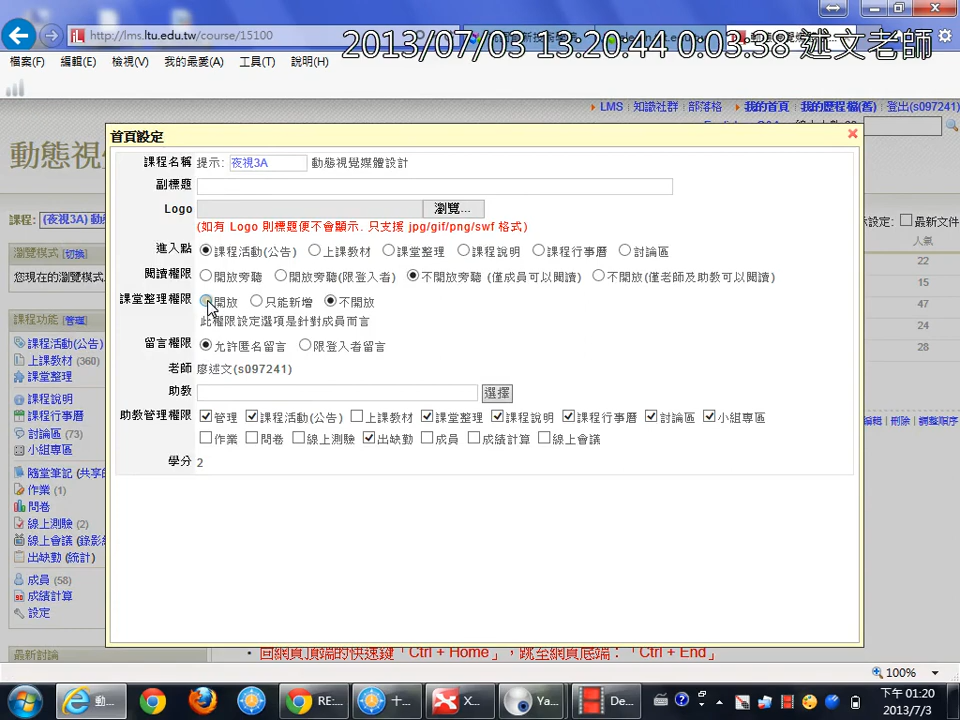 http://lms.ltu.edu.tw/course/15100
2013/07/03 13:20:44 0:03:38 述文老師
檔案(F) 編輯(E) 檢視(V) 我的最愛(A) 工具(T) 說明(H)
LMS 知識社群 部落格 我的首頁 我的歷程檔(舊) 登出(s097241)
動態視
首頁設定
課程名稱 提示: 夜視3A 動態視覺媒體設計
副標題
Logo 瀏覽...
(如有 Logo 則標題便不會顯示. 只支援 jpg/gif/png/swf 格式)
進入點 課程活動(公告) 上課教材 課堂整理 課程說明 課程行事曆 討論區
閱讀權限 開放旁聽 開放旁聽(限登入者) 不開放旁聽 (僅成員可以閱讀) 不開放(僅老師及助教可以閱讀)
課堂整理權限 開放 只能新增 不開放
此權限設定選項是針對成員而言
留言權限 允許匿名留言 限登入者留言
老師 廖述文(s097241)
助教 選擇
助教管理權限 管理 課程活動(公告) 上課教材 課堂整理 課程說明 課程行事曆 討論區 小組專區
作業 問卷 線上測驗 出缺勤 成員 成績計算 線上會議
學分 2
課程: (夜視3A) 動
設定: 最新文件
瀏覽模式 [切換]
您現在的瀏覽模式
人氣
22
15
47
24
28
課程功能 [管理]
課程活動(公告)
上課教材 (360)
課堂整理
課程說明
課程行事曆
討論區 (73)
小組專區
隨堂筆記 (共享
作業 (1)
問卷
線上測驗 (2)
線上會議 (錄影
出缺勤 (統計)
成員 (58)
成績計算
設定
編輯 | 刪除 | 調整順序
最新討論
• 回網頁頂端的快速鍵「Ctrl + Home」，跳至網頁底端：「Ctrl + End」
100%
動... RE:... 十... X... Ya... De...
下午 01:20
2013/7/3